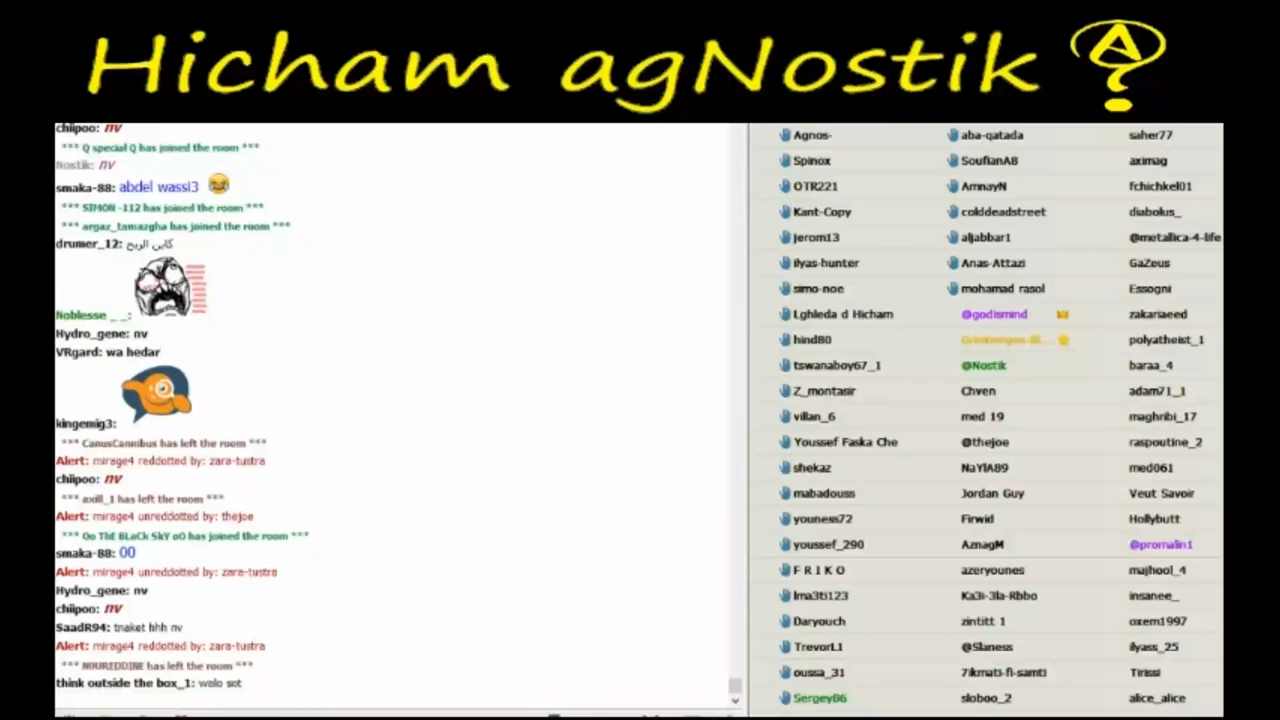 Hicham agNostik
chiipoo: nv
*** Q special Q has joined the room ***
Nostik: nv
smaka-88: abdel wassi3
*** SIMON -112 has joined the room ***
*** argaz_tamazgha has joined the room ***
drumer_12: كابن الريح
Noblesse _ _:
Hydro_gene: nv
VRgard: wa hedar
kingemig3:
*** CanusCannibus has left the room ***
Alert: mirage4 reddotted by: zara-tustra
chiipoo: nv
*** axill_1 has left the room ***
Alert: mirage4 unreddotted by: thejoe
*** Oo ThE BLaCk SkY oO has joined the room ***
smaka-88: OO
Alert: mirage4 unreddotted by: zara-tustra
Hydro_gene: nv
chiipoo: nv
SaadR94: tnaket hhh nv
Alert: mirage4 reddotted by: zara-tustra
*** NOUREDDINE has left the room ***
think outside the box_1: walo sot
Agnos- aba-qatada saher77
Spinox SoufianA8 aximag
OTR221 AmnayN fchichkel01
Kant-Copy colddeadstreet diabolus_
Jerom13 aljabbar1 @metallica-4-life
ilyas-hunter Anas-Attazi GaZeus
simo-noe mohamad rasol Essogni
Lghleda d Hicham @godismind zakariaeed
hind80 polyatheist_1
tswanaboy67_1 @Nostik baraa_4
Z_montasir Chven adam71_1
villan_6 med 19 maghribi_17
Youssef Faska Che @thejoe raspoutine_2
shekaz NaYlA89 med061
mabadouss Jordan Guy Veut Savoir
youness72 Firwid Hollybutt
youssef_290 AznagM @promalin1
F R I K O azeryounes majhool_4
lma3ti123 Ka3i-3la-Rbbo insanee_
Daryouch zintitt 1 oxem1997
TrevorL1 @Slaness ilyass_25
oussa_31 7ikmati-fi-samti Tirissi
Sergey86 sloboo_2 alice_alice